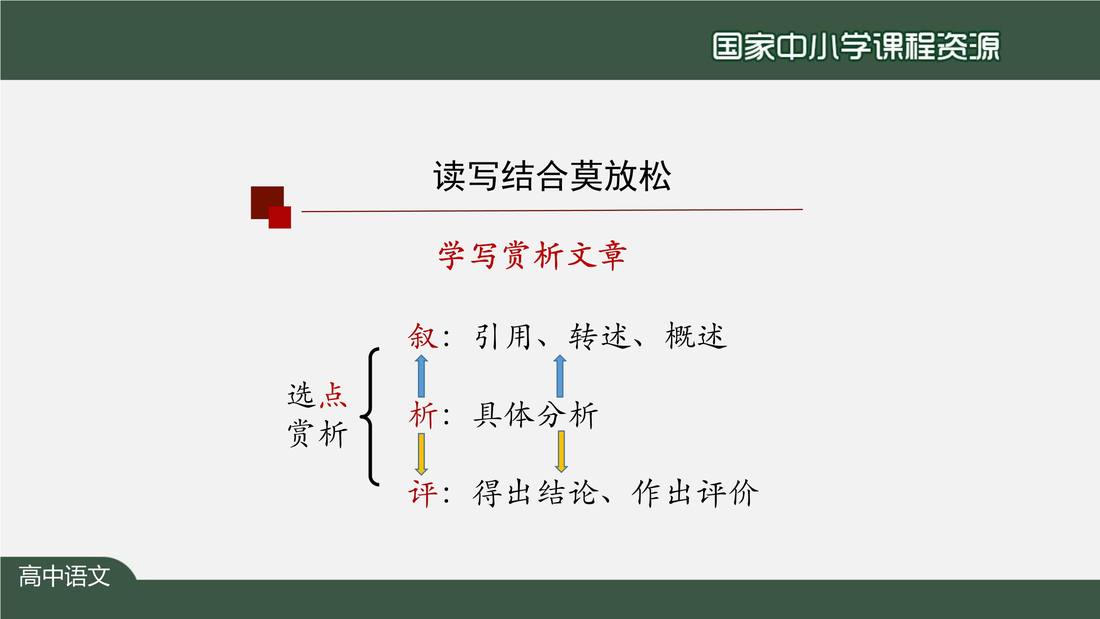 国家中小学课程资源
读写结合莫放松
学写赏析文章
叙：引用、转述、概述
选点
赏析
析：具体分析
评：得出结论、作出评价
高中语文